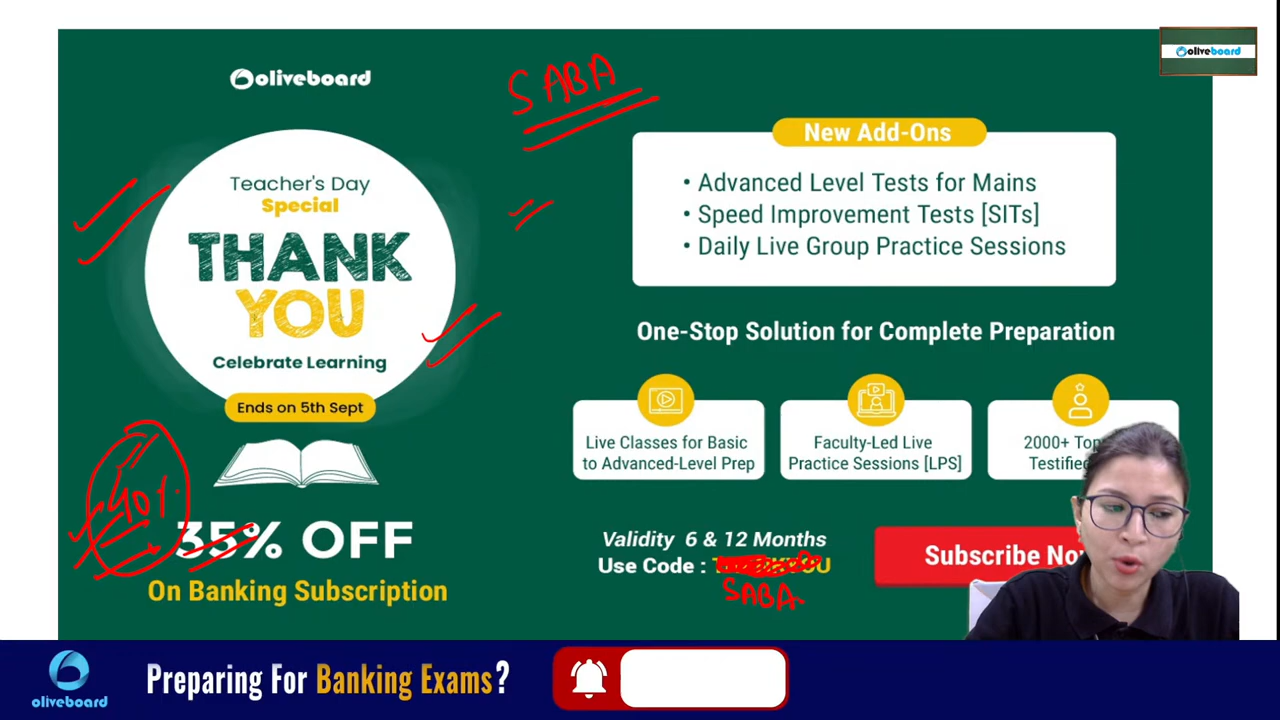 oliveboard
oliveboard
SABA
Teacher's Day
Special
THANK
YOU
Celebrate Learning
Ends on 5th Sept
40%
35% OFF
On Banking Subscription
New Add-Ons
• Advanced Level Tests for Mains
• Speed Improvement Tests [SITs]
• Daily Live Group Practice Sessions
One-Stop Solution for Complete Preparation
Live Classes for Basic
to Advanced-Level Prep
Faculty-Led Live
Practice Sessions [LPS]
2000+
Testified
Validity 6 & 12 Months
Use Code :
SABA
Subscribe
oliveboard
Preparing For Banking Exams?